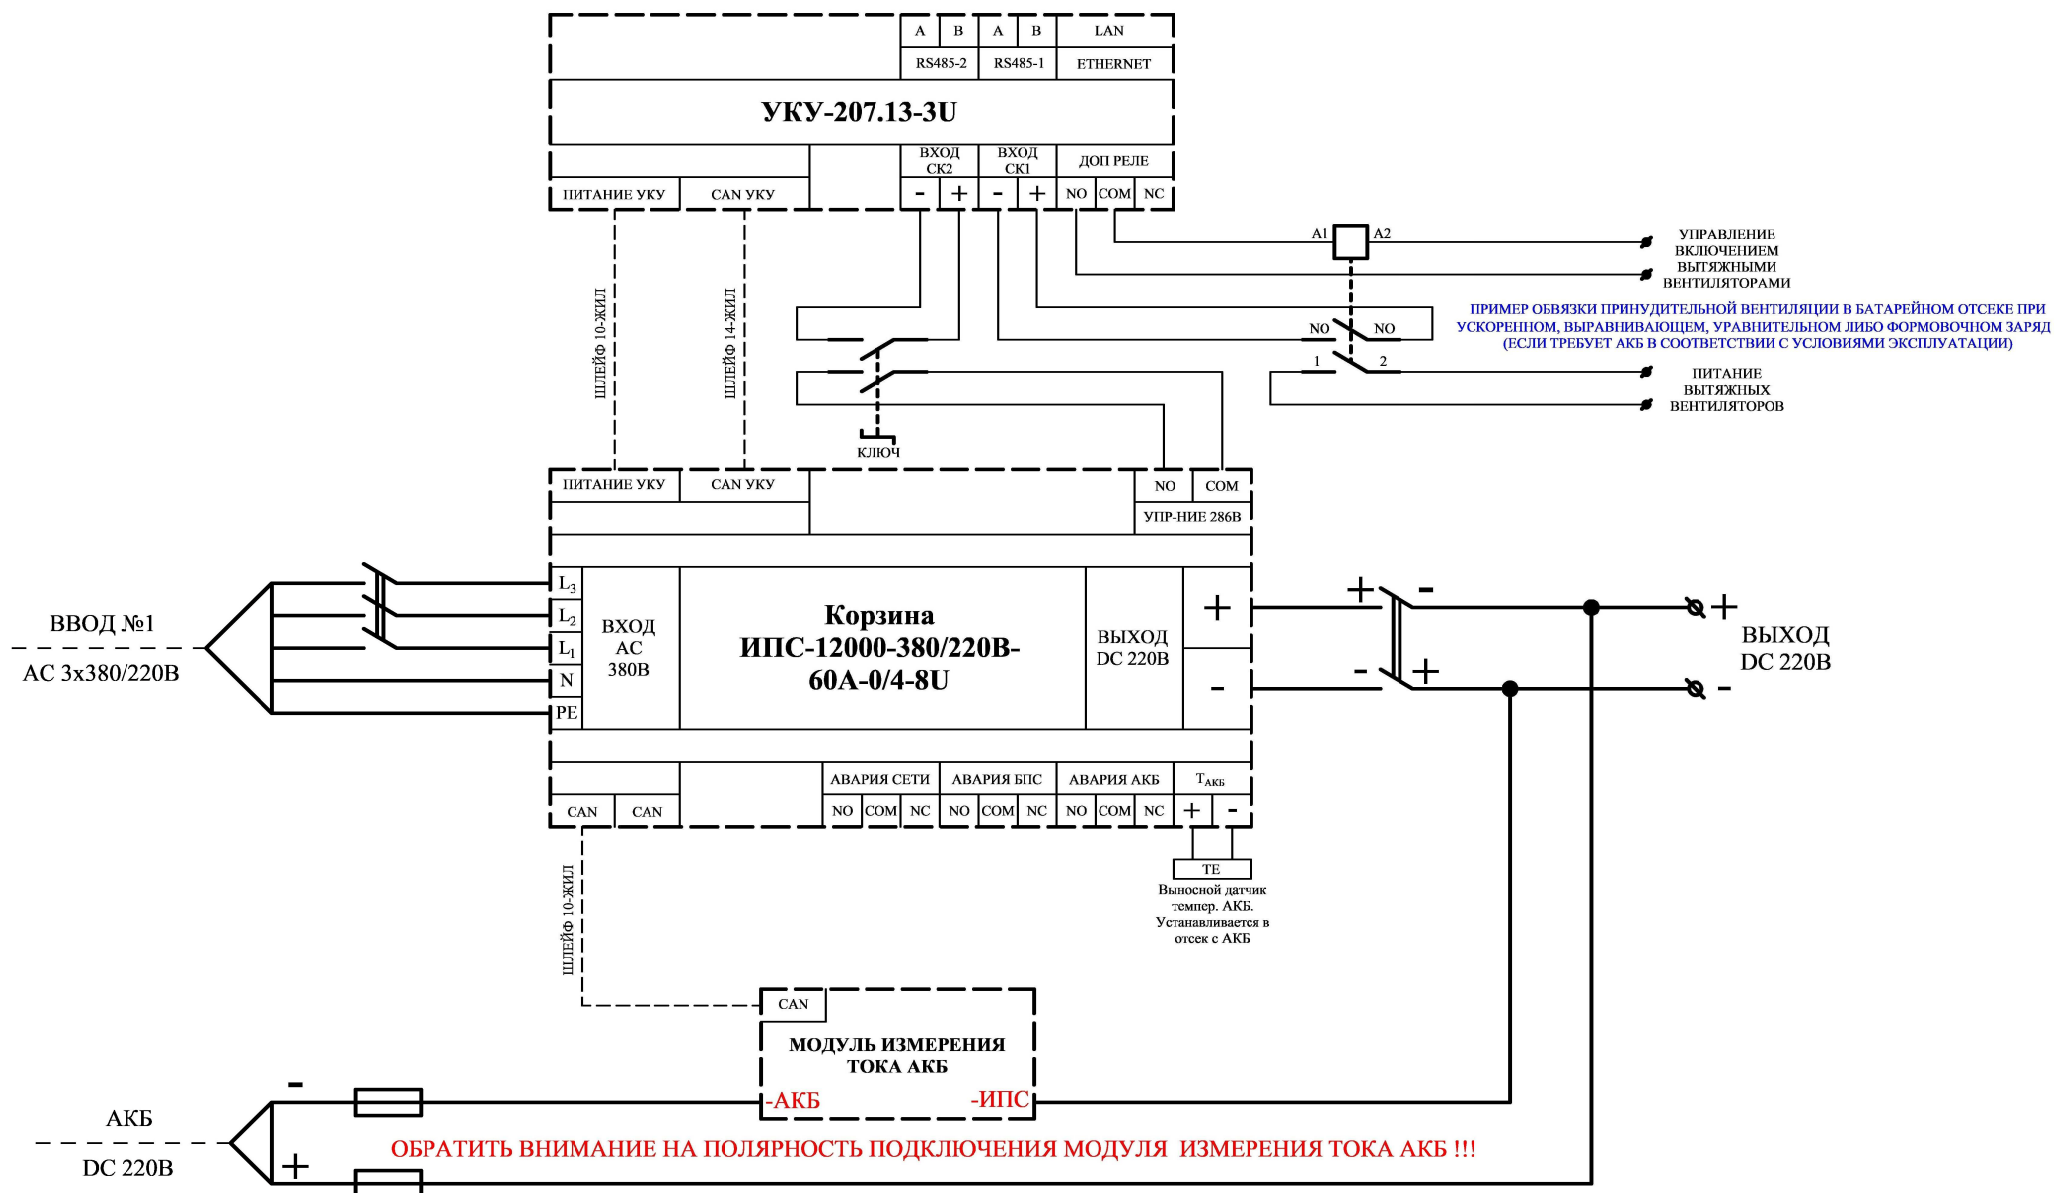 A B A B LAN
RS485-2 RS485-1 ETHERNET
УКУ-207.13-3U
ВХОД СК2
ВХОД СК1
ДОП РЕЛЕ
ПИТАНИЕ УКУ CAN УКУ - + - + NO COM NC
A1 A2
УПРАВЛЕНИЕ
ВКЛЮЧЕНИЕМ
ВЫТЯЖНЫМИ
ВЕНТИЛЯТОРАМИ
ШЛЕЙФ 10-ЖИЛ
ШЛЕЙФ 14-ЖИЛ
ПРИМЕР ОБВЯЗКИ ПРИНУДИТЕЛЬНОЙ ВЕНТИЛЯЦИИ В БАТАРЕЙНОМ ОТСЕКЕ ПРИ
УСКОРЕННОМ, ВЫРАВНИВАЮЩЕМ, УРАВНИТЕЛЬНОМ ЛИБО ФОРМОВОЧНОМ ЗАРЯД
(ЕСЛИ ТРЕБУЕТ АКБ В СООТВЕТСТВИИ С УСЛОВИЯМИ ЭКСПЛУАТАЦИИ)
NO NO
1 2
ПИТАНИЕ
ВЫТЯЖНЫХ
ВЕНТИЛЯТОРОВ
КЛЮЧ
ПИТАНИЕ УКУ CAN УКУ NO COM
УПР-НИЕ 286В
ВВОД №1
AC 3x380/220В
L3
L2
L1
N
PE
ВХОД
AC
380В
Корзина
ИПС-12000-380/220В-
60А-0/4-8U
ВЫХОД
DC 220В
+
-
+ -
- +
+
-
ВЫХОД
DC 220В
АВАРИЯ СЕТИ АВАРИЯ БПС АВАРИЯ АКБ TАКБ
CAN CAN NO COM NC NO COM NC NO COM NC + -
TE
Выносной датчик
темпер. АКБ.
Устанавливается в
отсек с АКБ
ШЛЕЙФ 10-ЖИЛ
CAN
МОДУЛЬ ИЗМЕРЕНИЯ
ТОКА АКБ
-АКБ -ИПС
-
АКБ
DC 220В
+
ОБРАТИТЬ ВНИМАНИЕ НА ПОЛЯРНОСТЬ ПОДКЛЮЧЕНИЯ МОДУЛЯ ИЗМЕРЕНИЯ ТОКА АКБ !!!